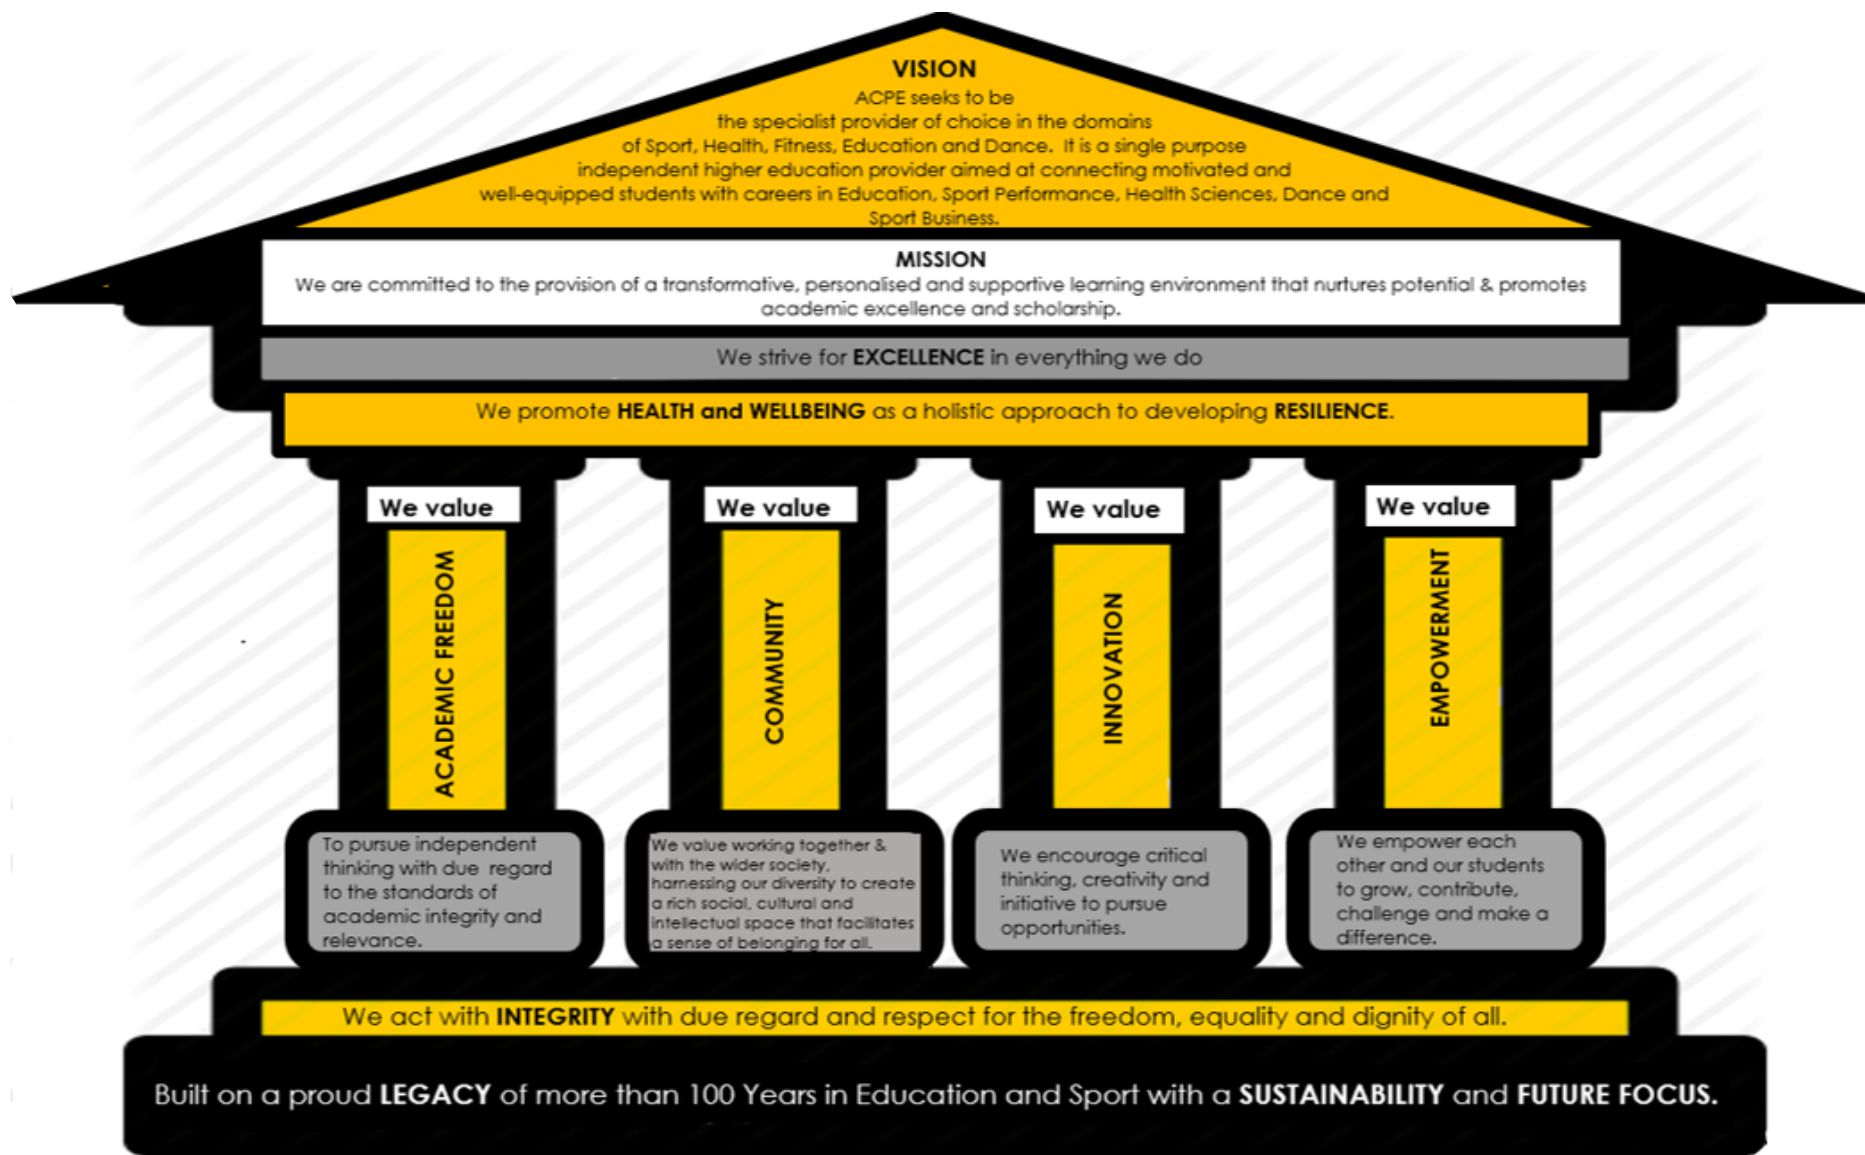 VISION
ACPE seeks to be
the specialist provider of choice in the domains
of Sport, Health, Fitness, Education and Dance. It is a single purpose
independent higher education provider aimed at connecting motivated and
well-equipped students with careers in Education, Sport Performance, Health Sciences, Dance and
Sport Business.
MISSION
We are committed to the provision of a transformative, personalised and supportive learning environment that nurtures potential & promotes
academic excellence and scholarship.
We strive for EXCELLENCE in everything we do
We promote HEALTH and WELLBEING as a holistic approach to developing RESILIENCE.
We value
ACADEMIC FREEDOM
To pursue independent
thinking with due regard
to the standards of
academic integrity and
relevance.
We value
COMMUNITY
We value working together &
with the wider society,
harnessing our diversity to create
a rich social, cultural and
intellectual space that facilitates
a sense of belonging for all.
We value
INNOVATION
We encourage critical
thinking, creativity and
initiative to pursue
opportunities.
We value
EMPOWERMENT
We empower each
other and our students
to grow, contribute,
challenge and make a
difference.
We act with INTEGRITY with due regard and respect for the freedom, equality and dignity of all.
Built on a proud LEGACY of more than 100 Years in Education and Sport with a SUSTAINABILITY and FUTURE FOCUS.